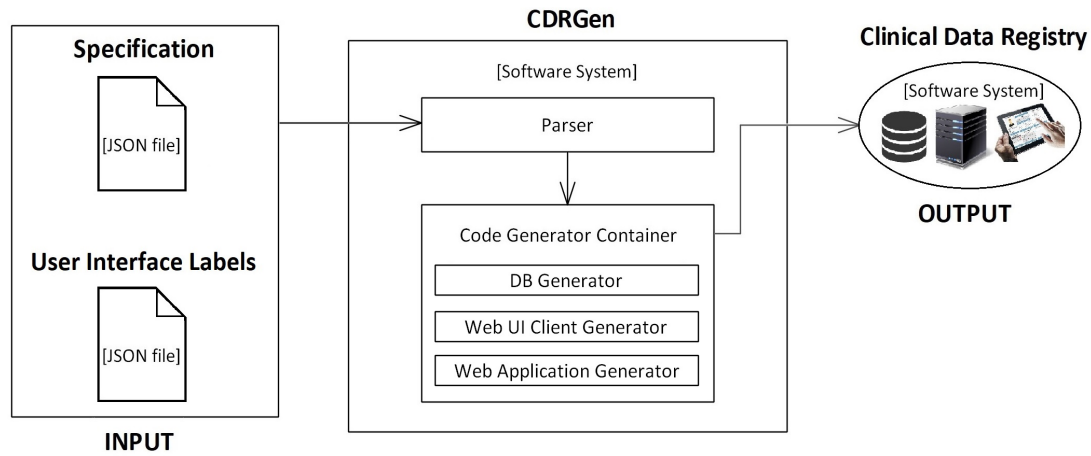 Specification
[JSON file]
User Interface Labels
[JSON file]
INPUT
CDRGen
[Software System]
Parser
Code Generator Container
DB Generator
Web UI Client Generator
Web Application Generator
Clinical Data Registry
[Software System]
OUTPUT